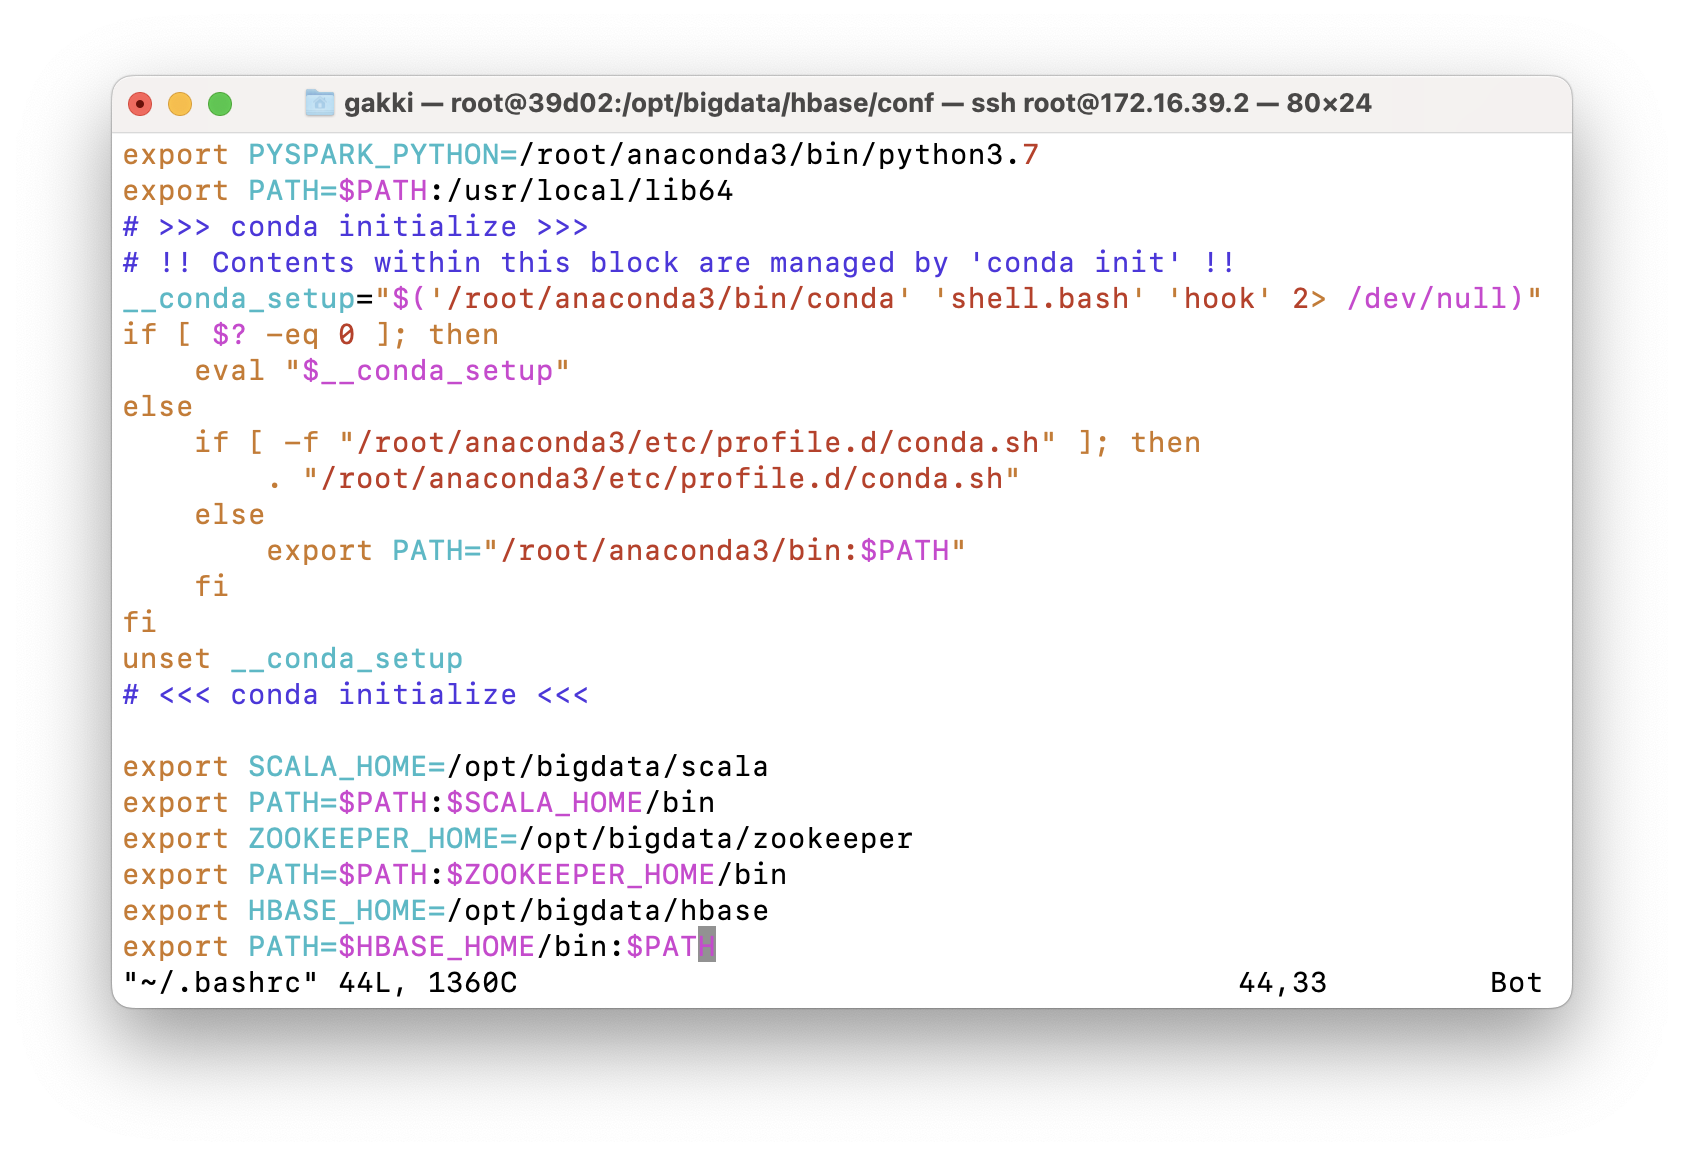 gakki — root@39d02:/opt/bigdata/hbase/conf — ssh root@172.16.39.2 — 80×24
export PYSPARK_PYTHON=/root/anaconda3/bin/python3.7
export PATH=$PATH:/usr/local/lib64
# >>> conda initialize >>>
# !! Contents within this block are managed by 'conda init' !!
__conda_setup="$('/root/anaconda3/bin/conda' 'shell.bash' 'hook' 2> /dev/null)"
if [ $? -eq 0 ]; then
    eval "$__conda_setup"
else
    if [ -f "/root/anaconda3/etc/profile.d/conda.sh" ]; then
        . "/root/anaconda3/etc/profile.d/conda.sh"
    else
        export PATH="/root/anaconda3/bin:$PATH"
    fi
fi
unset __conda_setup
# <<< conda initialize <<<

export SCALA_HOME=/opt/bigdata/scala
export PATH=$PATH:$SCALA_HOME/bin
export ZOOKEEPER_HOME=/opt/bigdata/zookeeper
export PATH=$PATH:$ZOOKEEPER_HOME/bin
export HBASE_HOME=/opt/bigdata/hbase
export PATH=$HBASE_HOME/bin:$PATH
"~/.bashrc" 44L, 1360C 44,33 Bot